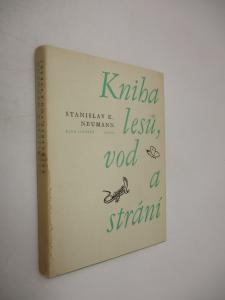 Kniha
STANISLAV K.
NEUMANN
lesů,
vod
a
strání